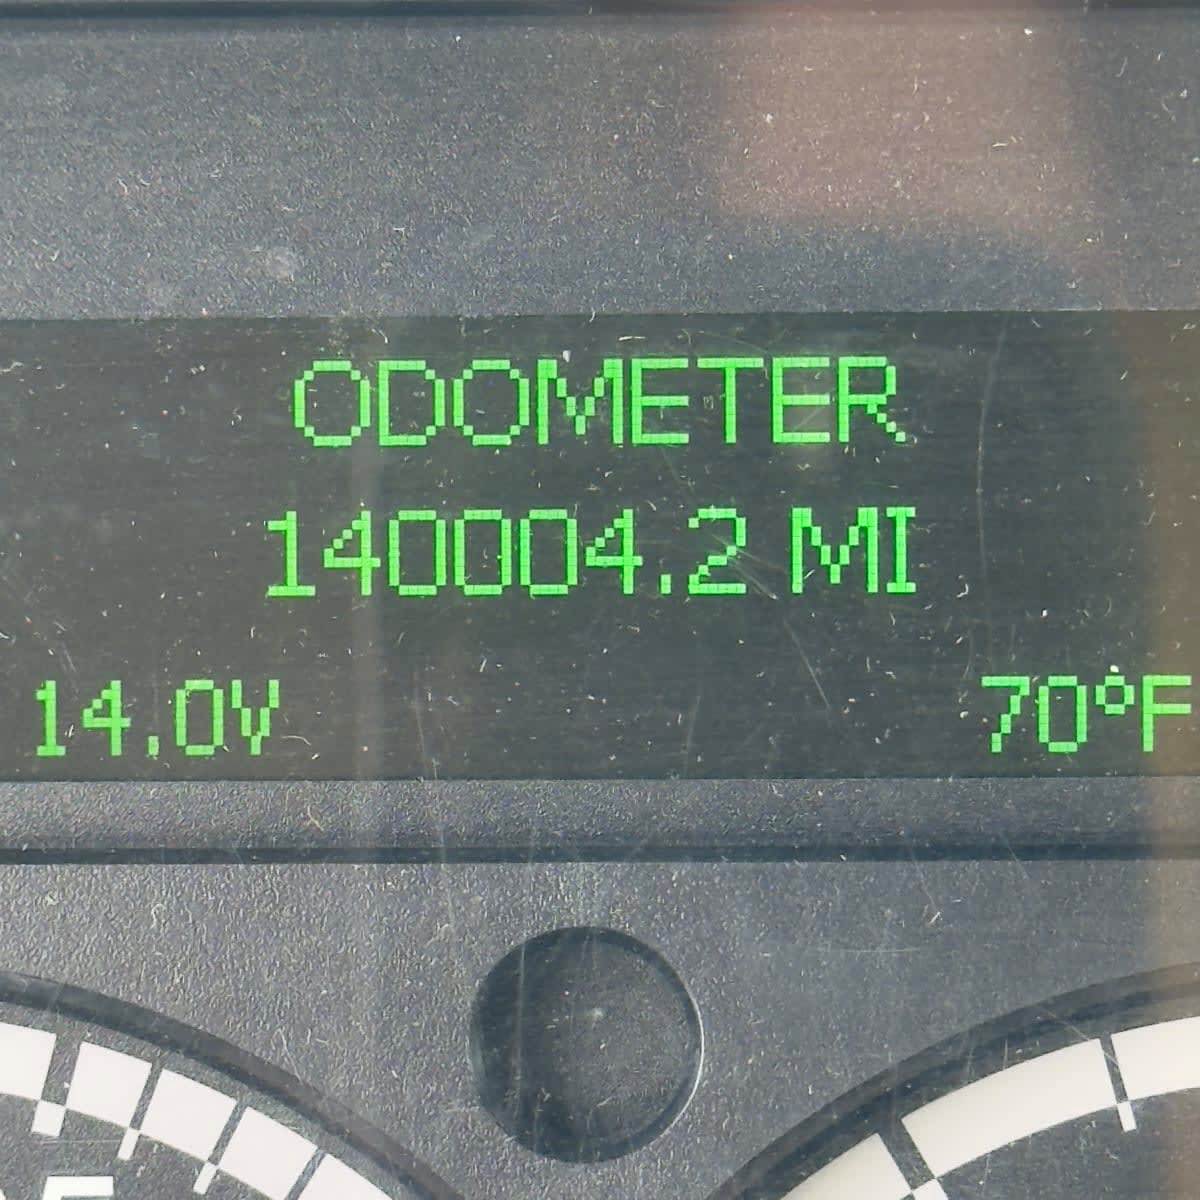 ODOMETER
140004.2 MI
14.0V 70°F